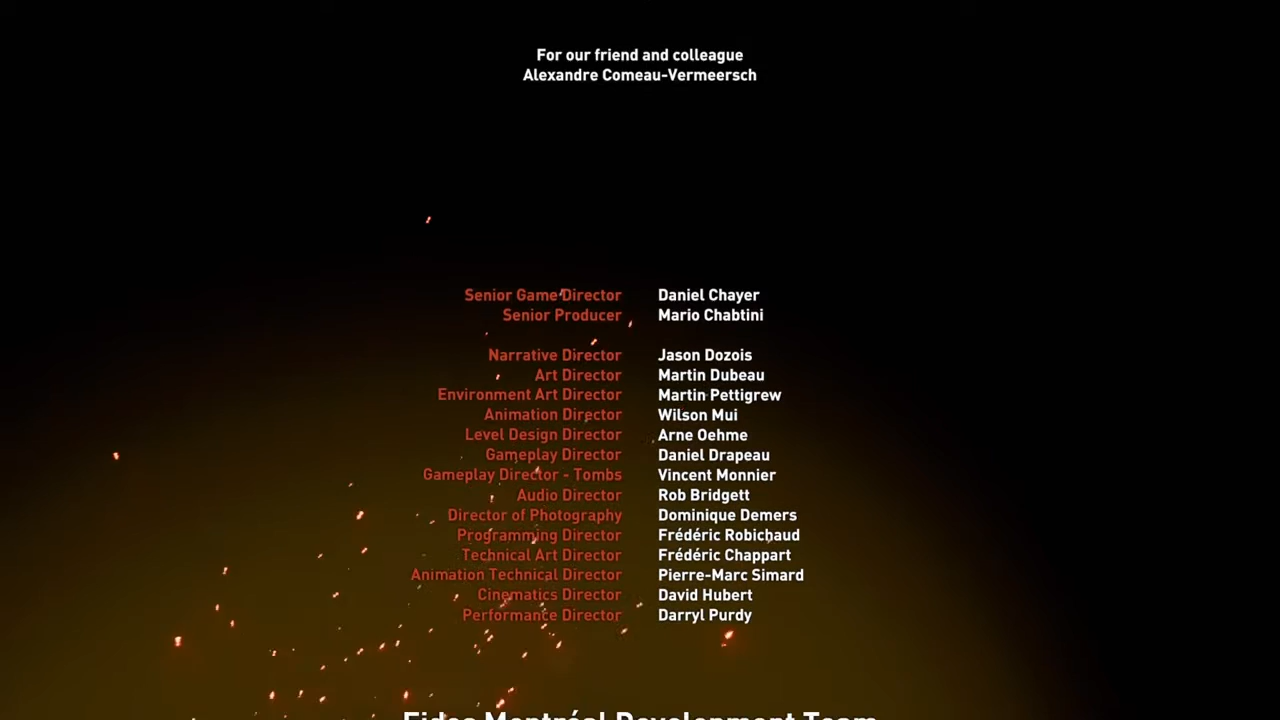 For our friend and colleague
Alexandre Comeau-Vermeersch
Senior Game Director Daniel Chayer
Senior Producer Mario Chabtini
Narrative Director Jason Dozois
Art Director Martin Dubeau
Environment Art Director Martin Pettigrew
Animation Director Wilson Mui
Level Design Director Arne Oehme
Gameplay Director Daniel Drapeau
Gameplay Director - Tombs Vincent Monnier
Audio Director Rob Bridgett
Director of Photography Dominique Demers
Programming Director Frédéric Robichaud
Technical Art Director Frédéric Chappart
Animation Technical Director Pierre-Marc Simard
Cinematics Director David Hubert
Performance Director Darryl Purdy
Eidos Montréal Development Team